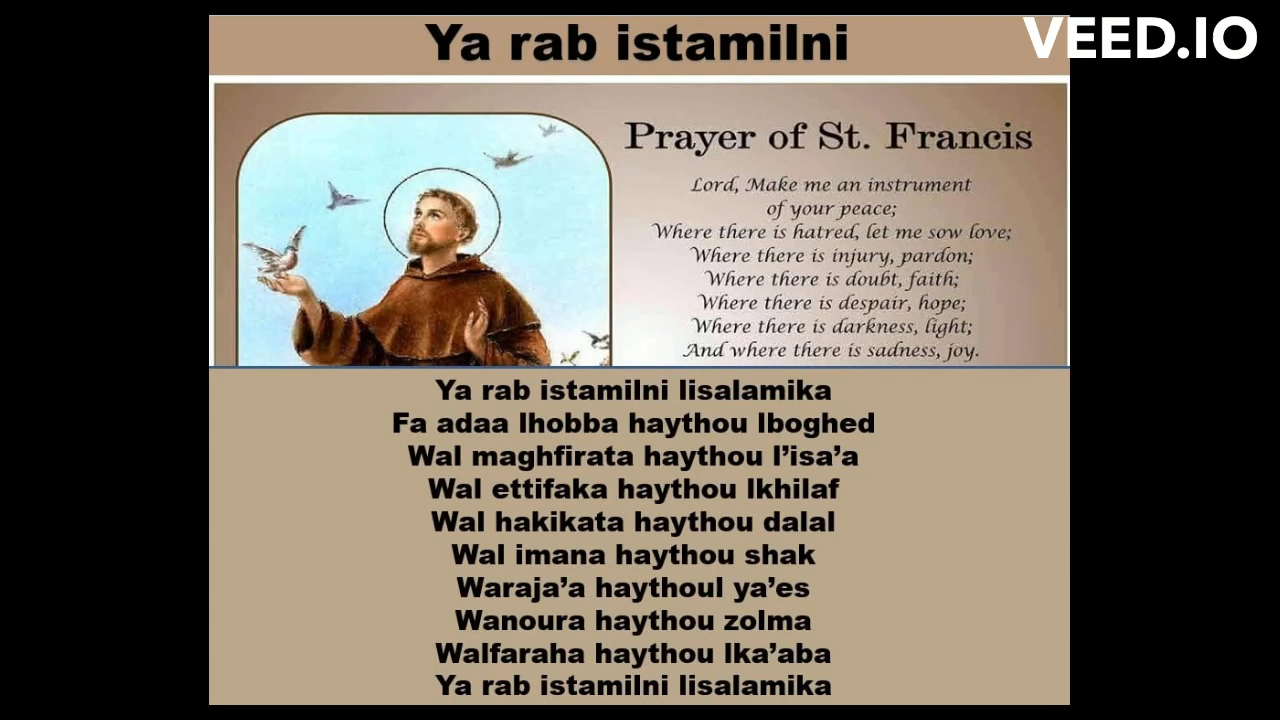 Ya rab istamilni
VEED.IO
Prayer of St. Francis
Lord, Make me an instrument
of your peace;
Where there is hatred, let me sow love;
Where there is injury, pardon;
Where there is doubt, faith;
Where there is despair, hope;
Where there is darkness, light;
And where there is sadness, joy.
Ya rab istamilni lisalamika
Fa adaa lhobba haythou lboghed
Wal maghfirata haythou l’isa’a
Wal ettifaka haythou lkhilaf
Wal hakikata haythou dalal
Wal imana haythou shak
Waraja’a haythoul ya’es
Wanoura haythou zolma
Walfaraha haythou lka’aba
Ya rab istamilni lisalamika